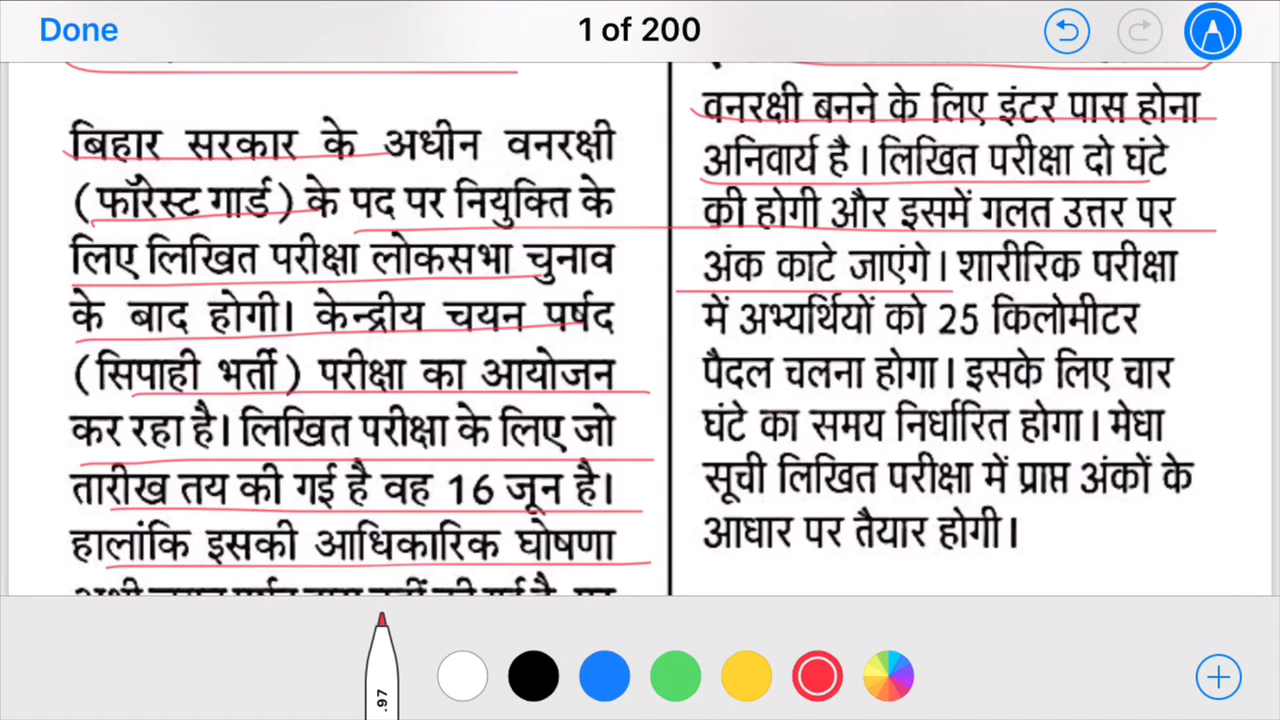 Done
1 of 200
बिहार सरकार के अधीन वनरक्षी
(फॉरेस्ट गार्ड) के पद पर नियुक्ति के
लिए लिखित परीक्षा लोकसभा चुनाव
के बाद होगी। केन्द्रीय चयन पर्षद
(सिपाही भर्ती) परीक्षा का आयोजन
कर रहा है। लिखित परीक्षा के लिए जो
तारीख तय की गई है वह 16 जून है।
हालांकि इसकी आधिकारिक घोषणा
वनरक्षी बनने के लिए इंटर पास होना
अनिवार्य है। लिखित परीक्षा दो घंटे
की होगी और इसमें गलत उत्तर पर
अंक काटे जाएंगे। शारीरिक परीक्षा
में अभ्यर्थियों को 25 किलोमीटर
पैदल चलना होगा। इसके लिए चार
घंटे का समय निर्धारित होगा। मेधा
सूची लिखित परीक्षा में प्राप्त अंकों के
आधार पर तैयार होगी।
.97